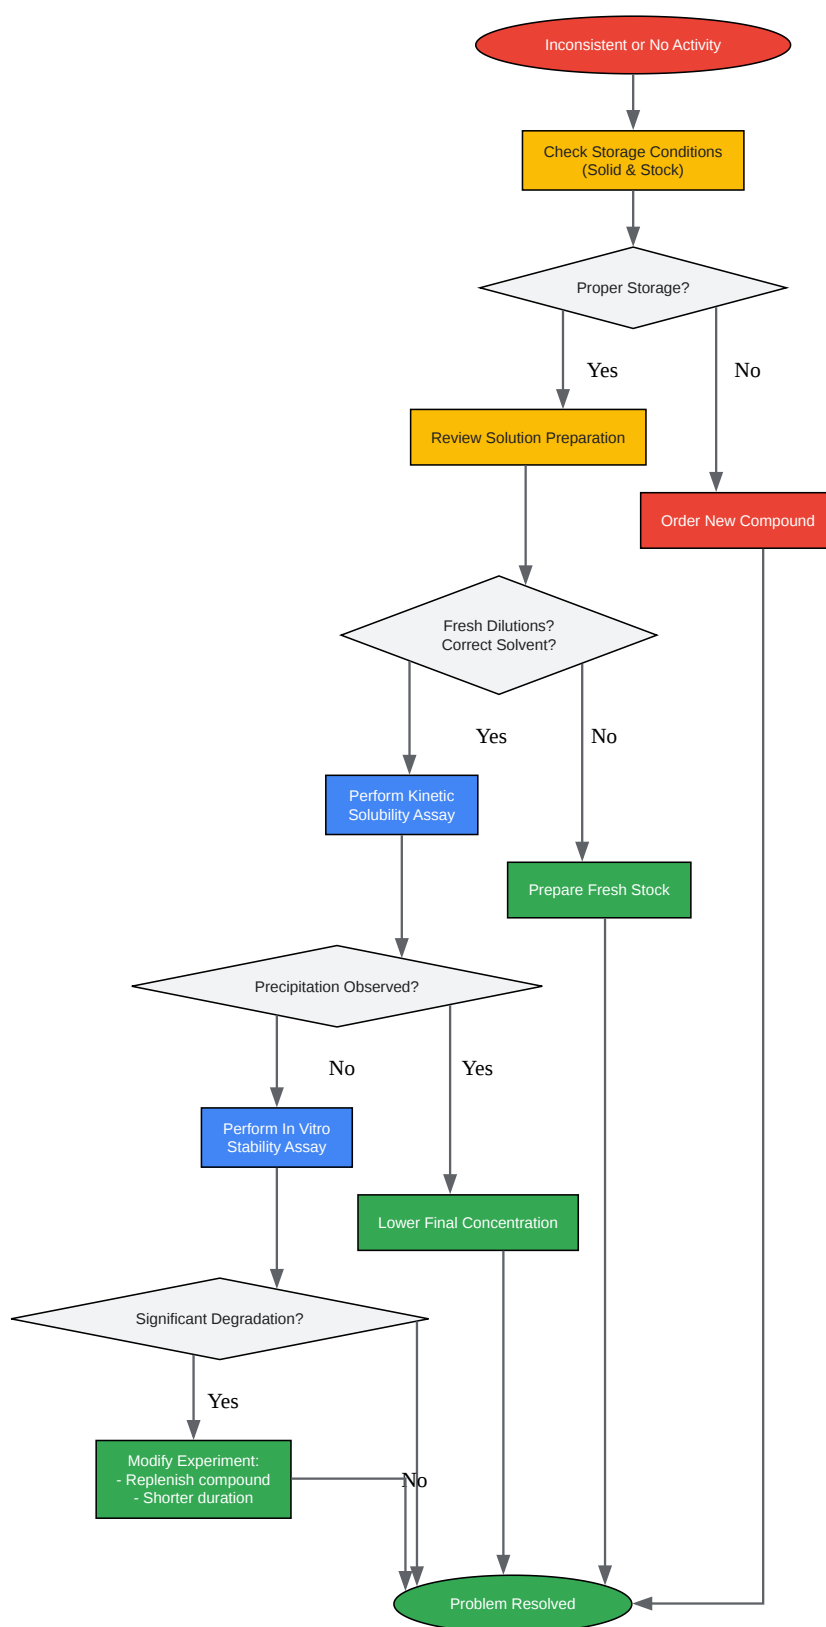 Inconsistent or No Activity
Check Storage Conditions
(Solid & Stock)
Proper Storage?
Yes
No
Review Solution Preparation
Order New Compound
Fresh Dilutions?
Correct Solvent?
Yes
No
Perform Kinetic
Solubility Assay
Prepare Fresh Stock
Precipitation Observed?
No
Yes
Perform In Vitro
Stability Assay
Lower Final Concentration
Significant Degradation?
Yes
Modify Experiment:
- Replenish compound
- Shorter duration
No
Problem Resolved